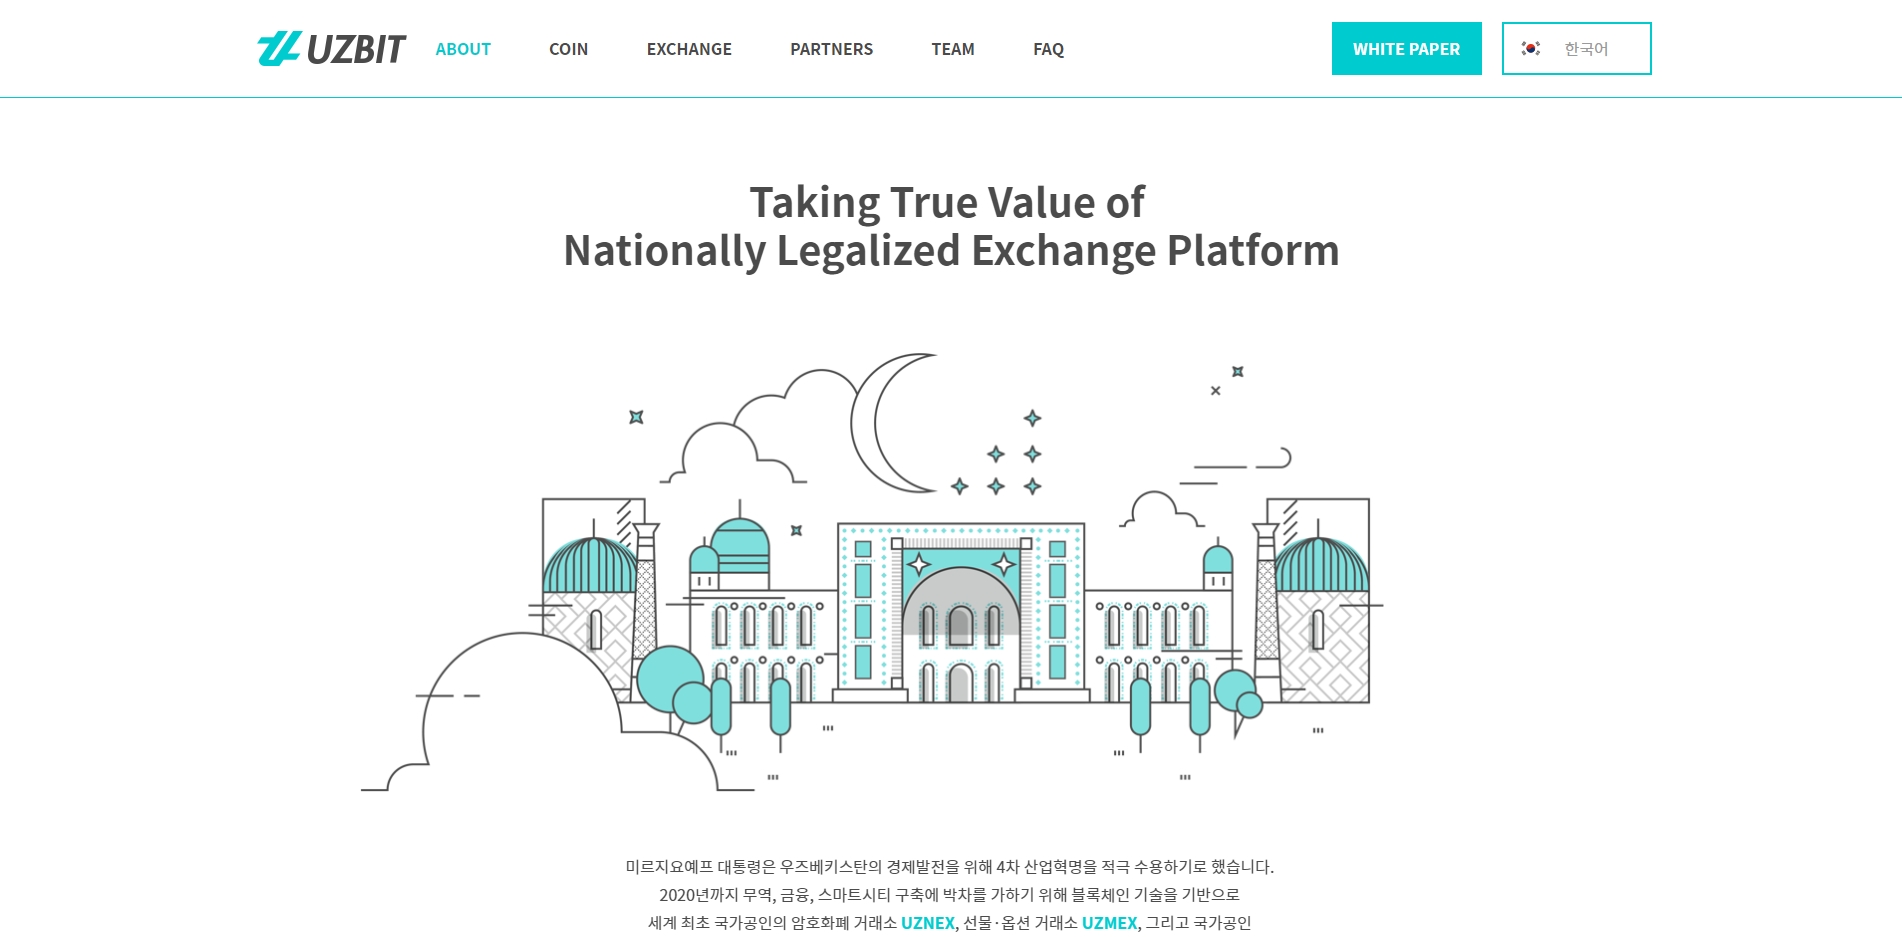 UZBIT ABOUT COIN EXCHANGE PARTNERS TEAM FAQ WHITE PAPER 한국어
Taking True Value of
Nationally Legalized Exchange Platform
미르지요예프 대통령은 우즈베키스탄의 경제발전을 위해 4차 산업혁명을 적극 수용하기로 했습니다.
2020년까지 무역, 금융, 스마트시티 구축에 박차를 가하기 위해 블록체인 기술을 기반으로
세계 최초 국가공인의 암호화폐 거래소 UZNEX, 선물·옵션 거래소 UZMEX, 그리고 국가공인